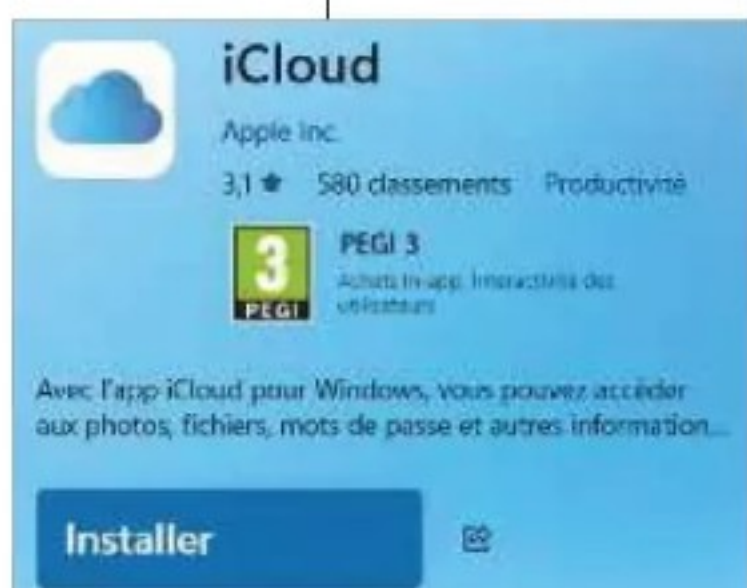 iCloud
Apple Inc.
3,1 ★ 580 classements Productivité
3
PEGI
PEGI 3
Achats in-app. Interactivité des
utilisateurs
Avec l'app iCloud pour Windows, vous pouvez accéder
aux photos, fichiers, mots de passe et autres information...
Installer